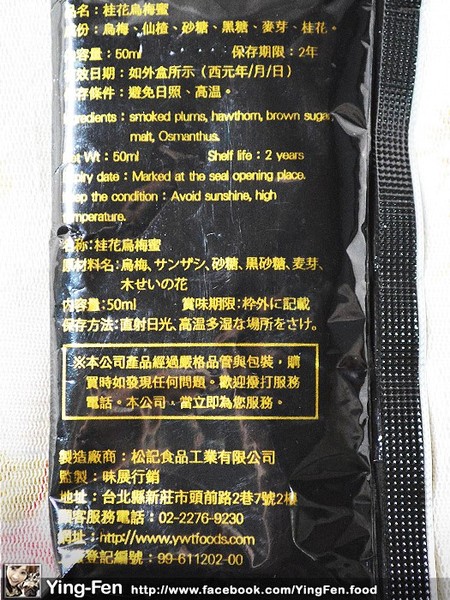 品名：桂花烏梅蜜
成份：烏梅、仙楂、砂糖、黑糖、麥芽、桂花。
內容量：50ml 保存期限：2年
有效日期：如外盒所示（西元年/月/日）
保存條件：避免日照、高温。
Ingredients : smoked plums, hawthorn, brown sugar,
malt, Osmanthus.
Net Wt : 50ml Shelf life : 2 years
Expiry date : Marked at the seal opening place.
Keep the condition : Avoid sunshine, high
temperature.
名称：桂花烏梅蜜
原材料名：烏梅、サンザシ、砂糖、黒砂糖、麦芽、
木せいの花
内容量：50ml 賞味期限：枠外に記載
保存方法：直射日光、高温多湿な場所をさけ。
※本公司產品經過嚴格品管與包裝，購
買時如發現任何問題。歡迎撥打服務
電話。本公司，當立即為您服務。
製造廠商：松記食品工業有限公司
監製：味展行銷
地址：台北縣新莊市頭前路2巷7號2樓
顧客服務電話：02-2276-9230
網址：http://www.ywtfoods.com
登記編號：99-611202-00
Ying-Fen http://www.facebook.com/YingFen.food